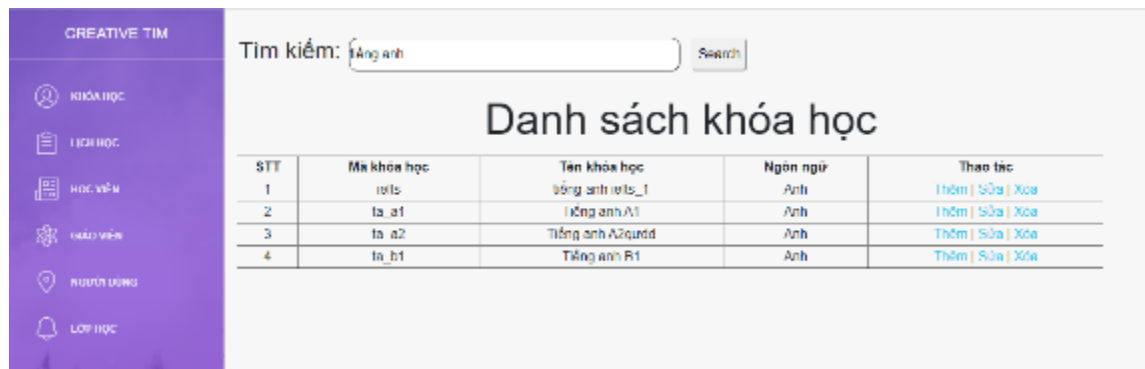 CREATIVE TIM
KHÓA HỌC
LỊCH HỌC
HỌC VIÊN
GIÁO VIÊN
NGƯỜI DÙNG
LỚP HỌC
Tìm kiếm: tiếng anh Search
Danh sách khóa học
STT Mã khóa học Tên khóa học Ngôn ngữ Thao tác
1 ielts tiếng anh ielts_1 Anh Thêm | Sửa | Xóa
2 ta_a1 Tiếng anh A1 Anh Thêm | Sửa | Xóa
3 ta_a2 Tiếng anh Anh Thêm | Sửa | Xóa
4 ta_b1 Tiếng anh B1 Anh Thêm | Sửa | Xóa